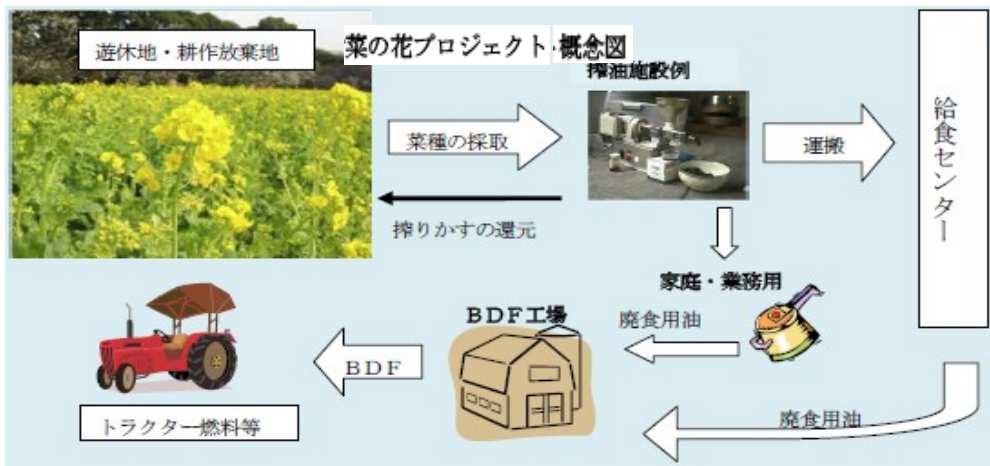 菜の花プロジェクト・概念図
遊休地・耕作放棄地
搾油施設例
菜種の採取
運搬
給食センター
搾りかすの還元
家庭・業務用
BDF工場
廃食用油
BDF
トラクター燃料等
廃食用油